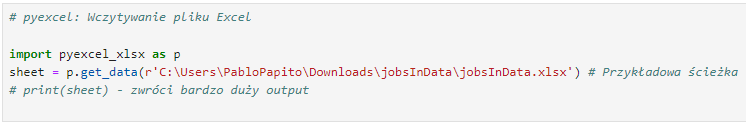 # pyexcel: Wczytywanie pliku Excel
import pyexcel_xlsx as p
sheet = p.get_data(r'C:\Users\PabloPapito\Downloads\jobsInData\jobsInData.xlsx') # Przykładowa ścieżka
# print(sheet) - zwróci bardzo duży output